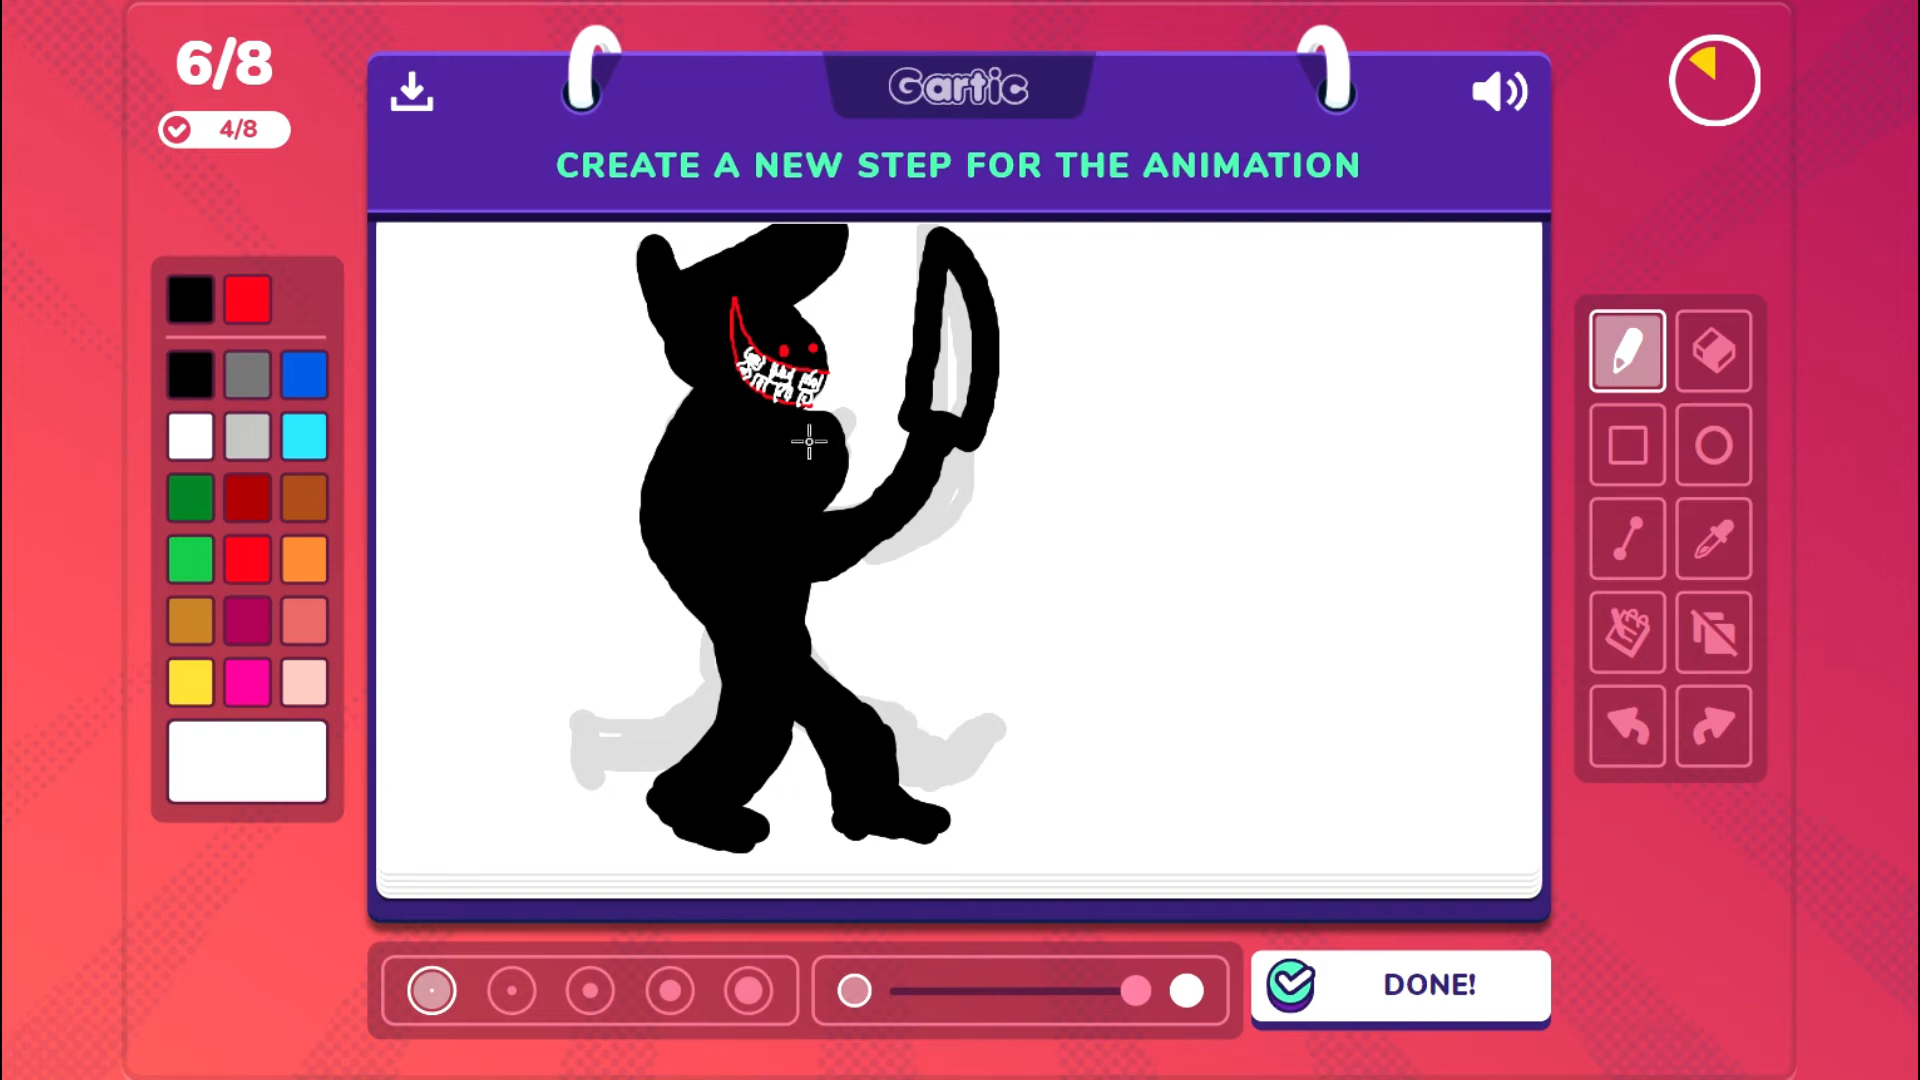 6/8
4/8
Gartic
CREATE A NEW STEP FOR THE ANIMATION
DONE!